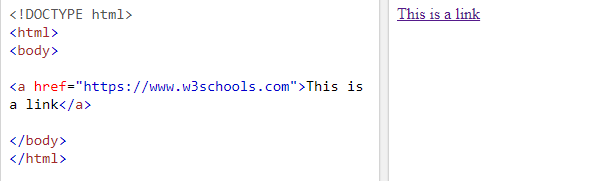 <!DOCTYPE html>
<html>
<body>
<a href="https://www.w3schools.com">This is
a link</a>
</body>
</html>
This is a link